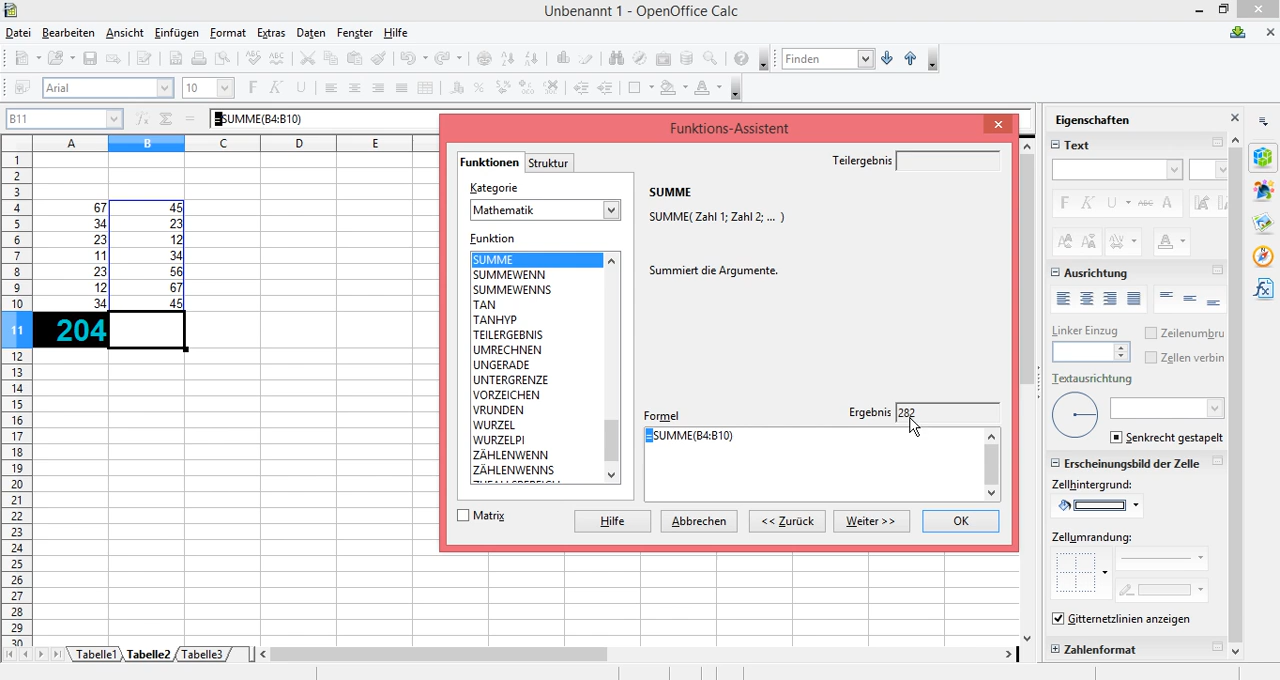 Unbenannt 1 - OpenOffice Calc
Datei Bearbeiten Ansicht Einfügen Format Extras Daten Fenster Hilfe
Finden
Arial 10
B11 =SUMME(B4:B10)
A B C D E
1
2
3
4 67 45
5 34 23
6 23 12
7 11 34
8 23 56
9 12 67
10 34 45
11 204
12
13
14
15
16
17
18
19
20
21
22
23
24
25
26
27
28
29
30
Tabelle1 Tabelle2 Tabelle3
Funktions-Assistent
Funktionen Struktur
Teilergebnis
Kategorie
Mathematik
Funktion
SUMME
SUMMEWENN
SUMMEWENNS
TAN
TANHYP
TEILERGEBNIS
UMRECHNEN
UNGERADE
UNTERGRENZE
VORZEICHEN
VRUNDEN
WURZEL
WURZELPI
ZÄHLENWENN
ZÄHLENWENNS
SUMME
SUMME( Zahl 1; Zahl 2; ... )
Summiert die Argumente.
Formel Ergebnis 282
=SUMME(B4:B10)
Matrix
Hilfe Abbrechen << Zurück Weiter >> OK
Eigenschaften
Text
Ausrichtung
Linker Einzug Zeilenumbru
Zellen verbin
Textausrichtung
Senkrecht gestapelt
Erscheinungsbild der Zelle
Zellhintergrund:
Zellumrandung:
Gitternetzlinien anzeigen
Zahlenformat